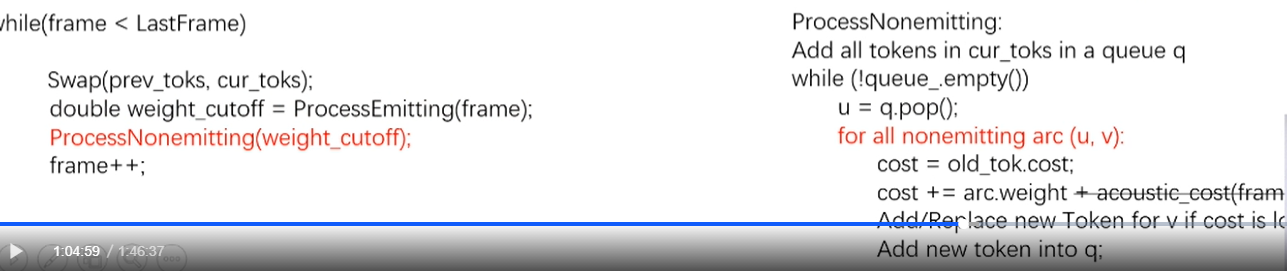 while(frame < LastFrame)
Swap(prev_toks, cur_toks);
double weight_cutoff = ProcessEmitting(frame);
ProcessNonemitting(weight_cutoff);
frame++;
ProcessNonemitting:
Add all tokens in cur_toks in a queue q
while (!queue_.empty())
u = q.pop();
for all nonemitting arc (u, v):
cost = old_tok.cost;
cost += arc.weight + acoustic_cost(fram
Add/Replace new Token for v if cost is lo
Add new token into q;
1:04:59 / 1:46:37